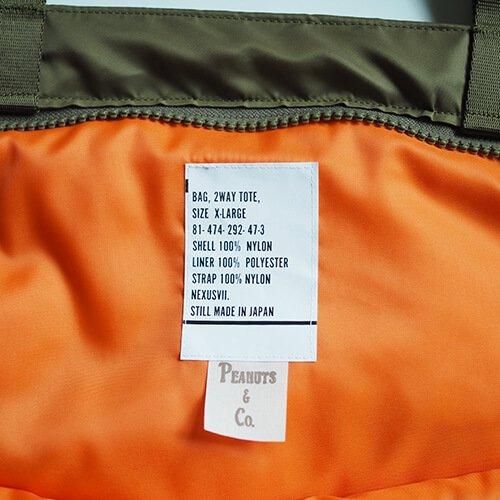 BAG, 2WAY TOTE,
SIZE X-LARGE
81-474-292-47-3
SHELL 100% NYLON
LINER 100% POLYESTER
STRAP 100% NYLON
NEXUSVII.
STILL MADE IN JAPAN
PEANUTS
&
CO.